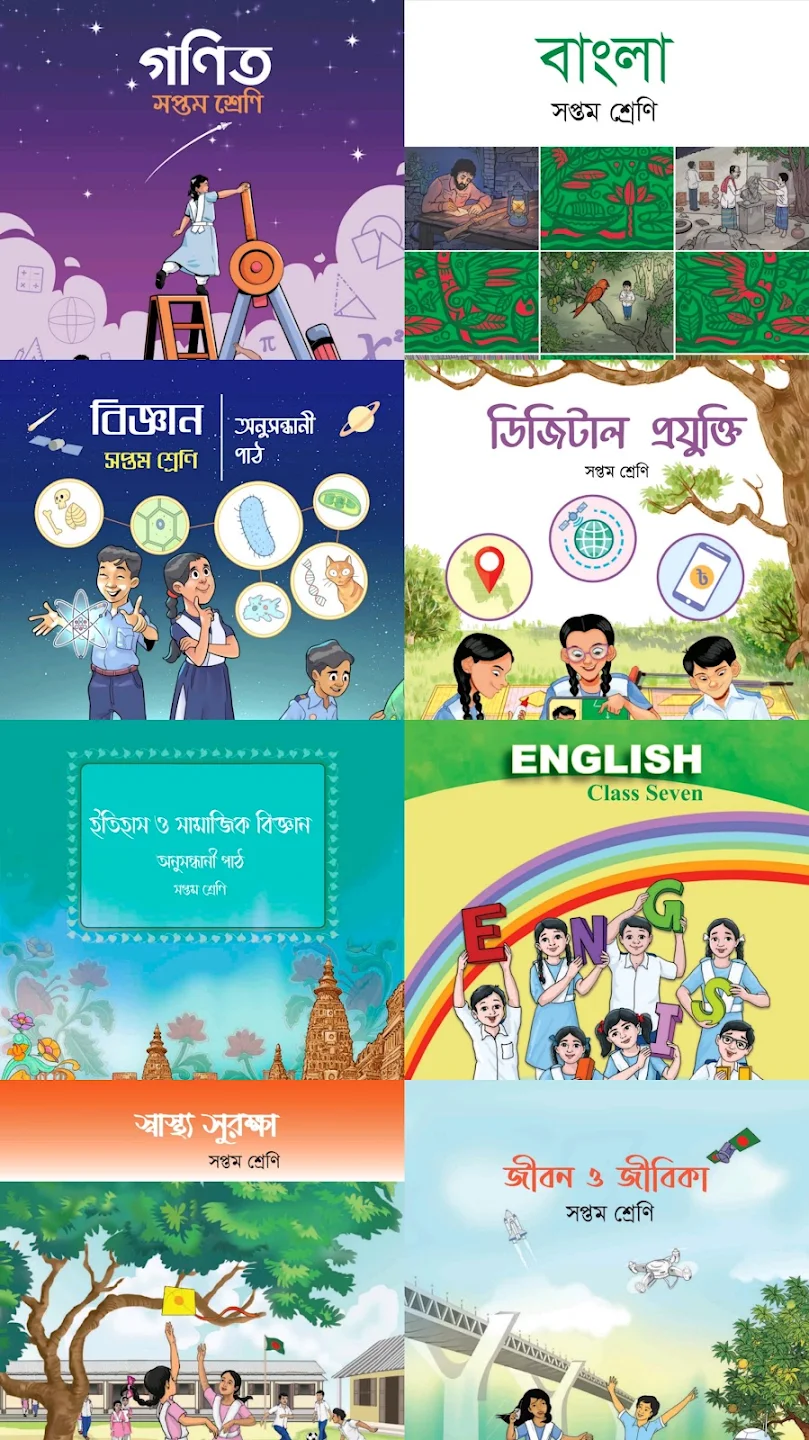 গণিত
সপ্তম শ্রেণি
বাংলা
সপ্তম শ্রেণি
বিজ্ঞান
সপ্তম শ্রেণি
অনুসন্ধানী
পাঠ
ডিজিটাল প্রযুক্তি
সপ্তম শ্রেণি
৳
ইতিহাস ও সামাজিক বিজ্ঞান
অনুসন্ধানী পাঠ
সপ্তম শ্রেণি
ENGLISH
Class Seven
E N G
I S
স্বাস্থ্য সুরক্ষা
সপ্তম শ্রেণি
জীবন ও জীবিকা
সপ্তম শ্রেণি